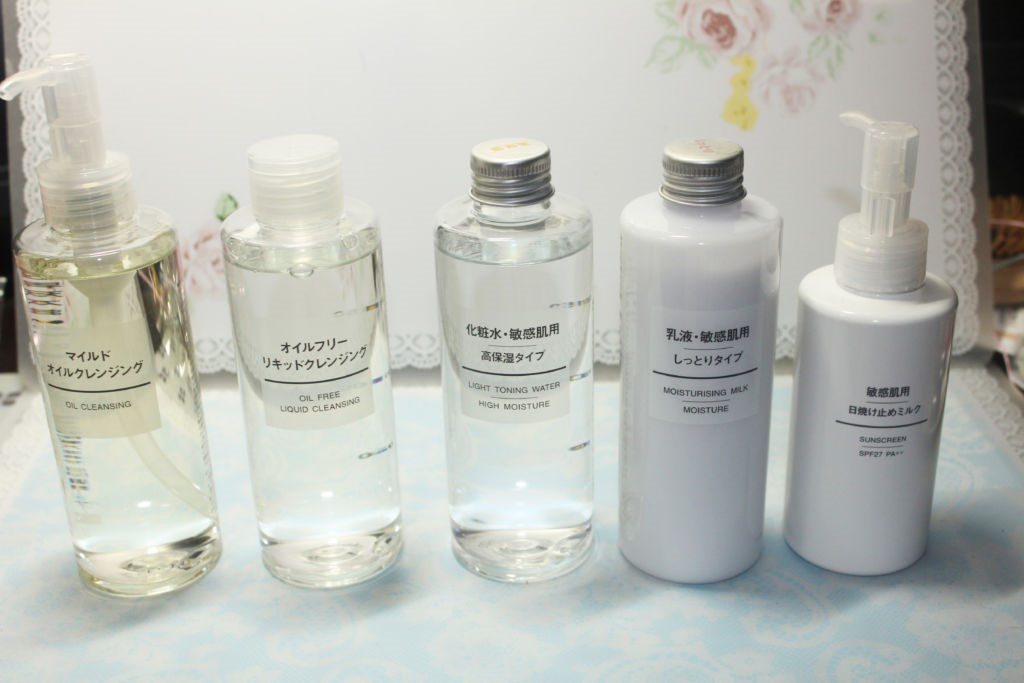 マイルド
オイルクレンジング
OIL CLEANSING
オイルフリー
リキッドクレンジング
OIL FREE
LIQUID CLEANSING
化粧水・敏感肌用
高保湿タイプ
LIGHT TONING WATER
HIGH MOISTURE
乳液・敏感肌用
しっとりタイプ
MOISTURISING MILK
MOISTURE
敏感肌用
日焼け止めミルク
SUNSCREEN
SPF27 PA++